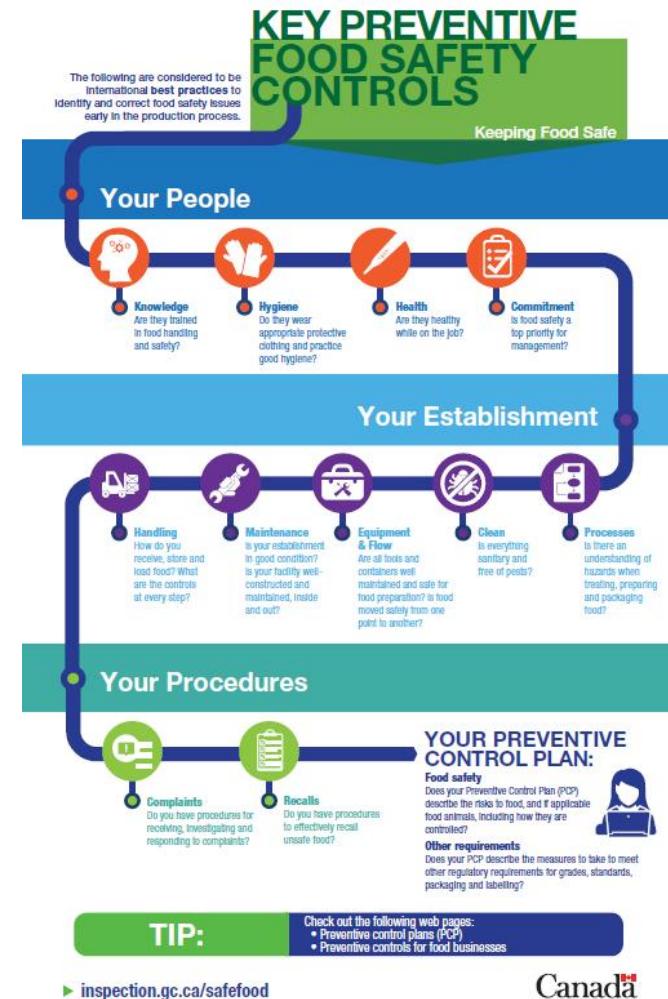 KEY PREVENTIVE
FOOD SAFETY
CONTROLS
Keeping Food Safe
The following are considered to be
international best practices to
identify and correct food safety issues
early in the production process.
Your People
Knowledge
Are they trained
in food handling
and safety?
Hygiene
Do they wear
appropriate protective
clothing and practice
good hygiene?
Health
Are they healthy
while on the job?
Commitment
Is food safety a
top priority for
management?
Your Establishment
Handling
How do you
receive, store and
load food? What
are the controls
at every step?
Maintenance
Is your establishment
in good condition?
Is your facility well-
constructed and
maintained, inside
and out?
Equipment
& Flow
Are all tools and
containers well
maintained and safe for
food preparation? Is food
moved safely from one
point to another?
Clean
Is everything
sanitary and
free of pests?
Processes
Is there an
understanding of
hazards when
treating, preparing
and packaging
food?
Your Procedures
Complaints
Do you have procedures for
receiving, investigating and
responding to complaints?
Recalls
Do you have procedures
to effectively recall
unsafe food?
YOUR PREVENTIVE
CONTROL PLAN:
Food safety
Does your Preventive Control Plan (PCP)
describe the risks to food, and if applicable
food animals, including how they are
controlled?
Other requirements
Does your PCP describe the measures to take to meet
other regulatory requirements for grades, standards,
packaging and labelling?
TIP:
Check out the following web pages:
• Preventive control plans (PCP)
• Preventive controls for food businesses
inspection.gc.ca/safefood
Canada